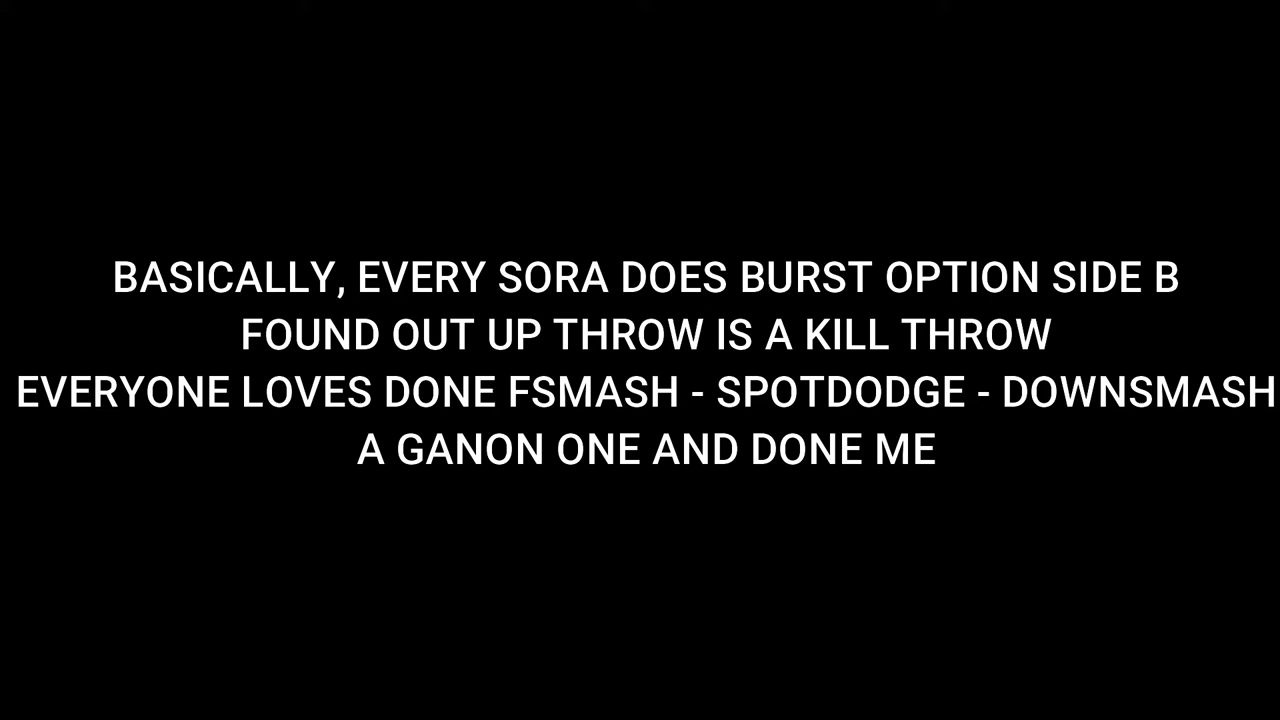 BASICALLY, EVERY SORA DOES BURST OPTION SIDE B
FOUND OUT UP THROW IS A KILL THROW
EVERYONE LOVES DONE FSMASH - SPOTDODGE - DOWNSMASH
A GANON ONE AND DONE ME